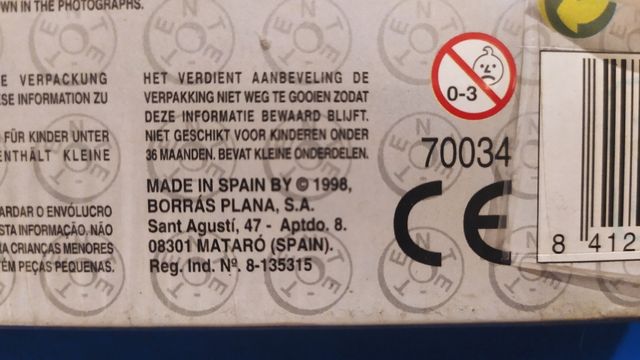 WN IN THE PHOTOGRAPHS.
E VERPACKUNG
SE INFORMATION ZU
FÜR KINDER UNTER
ENTHÄLT KLEINE
ARDAR O ENVÓLUCRO
STA INFORMAÇÃO, NÃO
A CRIANÇAS MENORES
TÉM PEÇAS PEQUENAS.
HET VERDIENT AANBEVELING DE
VERPAKKING NIET WEG TE GOOIEN ZODAT
DEZE INFORMATIE BEWAARD BLIJFT.
NIET GESCHIKT VOOR KINDEREN ONDER
36 MAANDEN. BEVAT KLEINE ONDERDELEN.
MADE IN SPAIN BY © 1998,
BORRÁS PLANA, S.A.
Sant Agustí, 47 - Aptdo. 8.
08301 MATARÓ (SPAIN).
Reg. Ind. Nº. 8-135315
0-3
70034
CE
8 412
TENTE